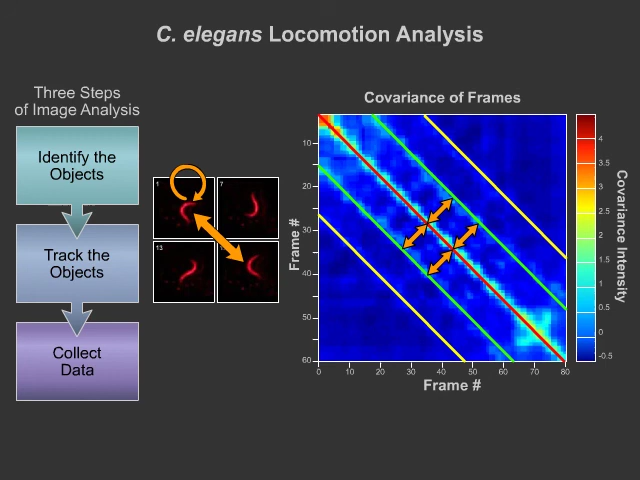 C. elegans Locomotion Analysis
Three Steps
of Image Analysis
Identify the
Objects
Track the
Objects
Collect
Data
1
7
13
Covariance of Frames
Frame #
10
20
30
40
50
60
0
10
20
30
40
50
60
70
80
Frame #
4
3.5
3
2.5
2
1.5
1
0.5
0
-0.5
Covariance Intensity